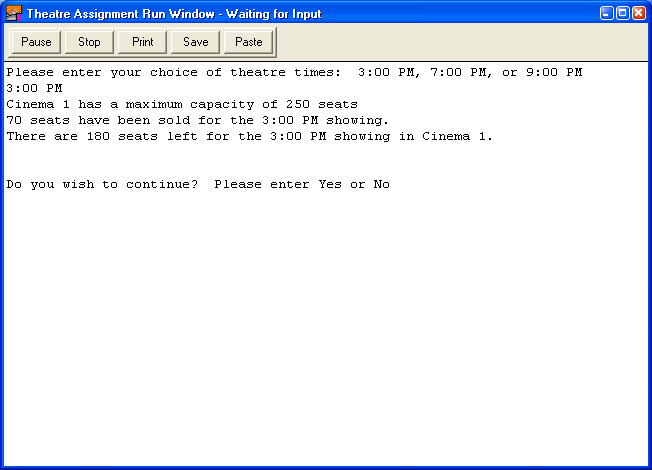 Theatre Assignment Run Window - Waiting for Input
Pause Stop Print Save Paste
Please enter your choice of theatre times:  3:00 PM, 7:00 PM, or 9:00 PM
3:00 PM
Cinema 1 has a maximum capacity of 250 seats
70 seats have been sold for the 3:00 PM showing.
There are 180 seats left for the 3:00 PM showing in Cinema 1.
Do you wish to continue?  Please enter Yes or No